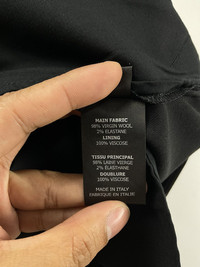 MAIN FABRIC
98% VIRGIN WOOL
2% ELASTANE
LINING
100% VISCOSE
TISSU PRINCIPAL
98% LAINE VIERGE
2% ELASTHANE
DOUBLURE
100% VISCOSE
MADE IN ITALY
FABRIQUE EN ITALIE